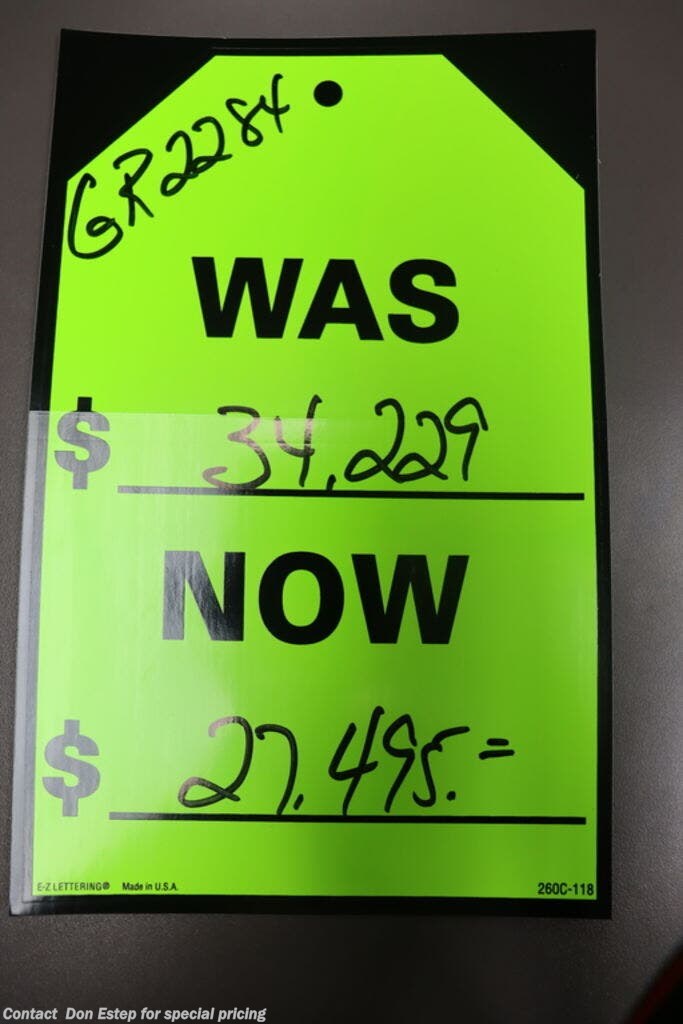 GR2284
WAS
$ 34,229
NOW
$ 27.495.=
E-Z LETTERING® Made in U.S.A. 260C-118
Contact Don Estep for special pricing